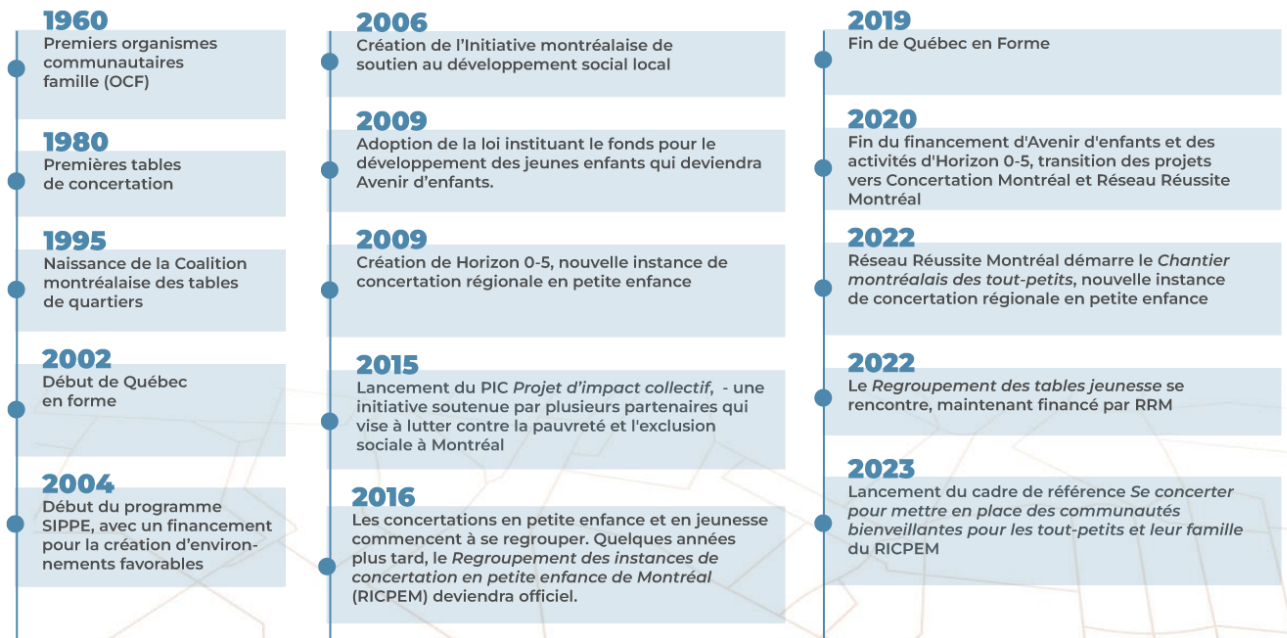 1960
Premiers organismes
communautaires
famille (OCF)
1980
Premières tables
de concertation
1995
Naissance de la Coalition
montréalaise des tables
de quartiers
2002
Début de Québec
en forme
2004
Début du programme
SIPPE, avec un financement
pour la création d'environ-
nements favorables
2006
Création de l'Initiative montréalaise de
soutien au développement social local
2009
Adoption de la loi instituant le fonds pour le
développement des jeunes enfants qui deviendra
Avenir d'enfants.
2009
Création de Horizon 0-5, nouvelle instance de
concertation régionale en petite enfance
2015
Lancement du PIC Projet d'impact collectif, - une
initiative soutenue par plusieurs partenaires qui
vise à lutter contre la pauvreté et l'exclusion
sociale à Montréal
2016
Les concertations en petite enfance et en jeunesse
commencent à se regrouper. Quelques années
plus tard, le Regroupement des instances de
concertation en petite enfance de Montréal
(RICPEM) deviendra officiel.
2019
Fin de Québec en Forme
2020
Fin du financement d'Avenir d'enfants et des
activités d'Horizon 0-5, transition des projets
vers Concertation Montréal et Réseau Réussite
Montréal
2022
Réseau Réussite Montréal démarre le Chantier
montréalais des tout-petits, nouvelle instance
de concertation régionale en petite enfance
2022
Le Regroupement des tables jeunesse se
rencontre, maintenant financé par RRM
2023
Lancement du cadre de référence Se concerter
pour mettre en place des communautés
bienveillantes pour les tout-petits et leur famille
du RICPEM